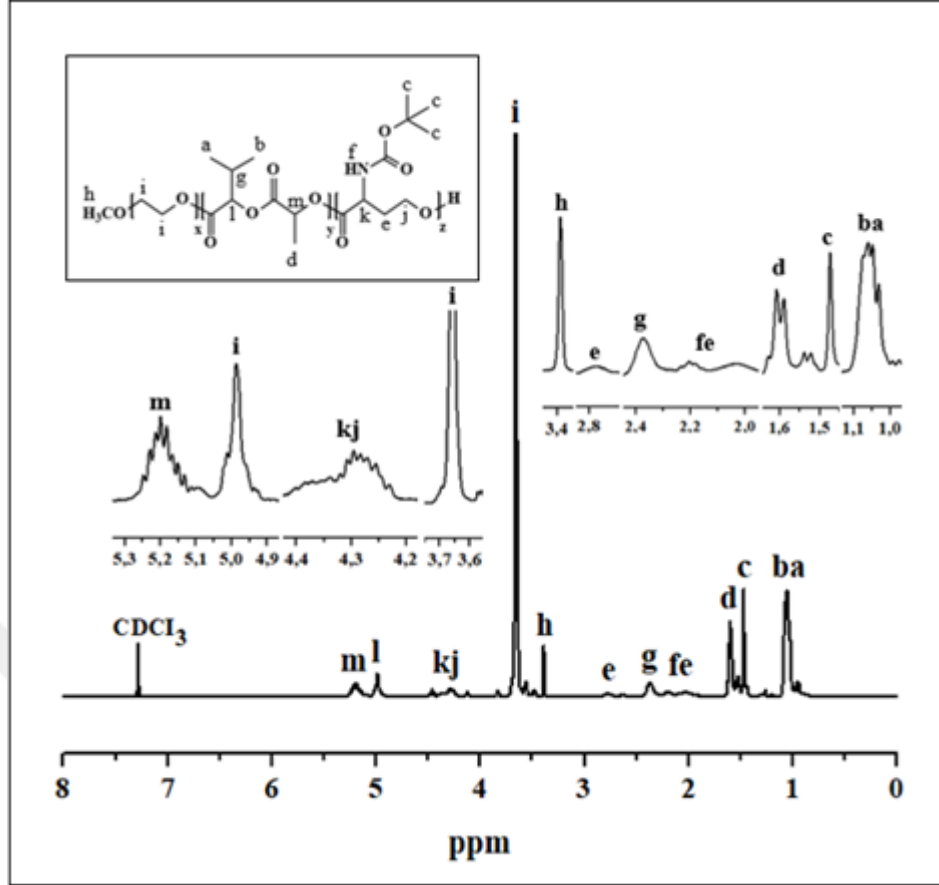 c
c
c
O
O
f
HN
a
b
g
O
O
m
h
H₃CO
i
i
O
x
O
l
O
d
y
O
k
e
j
O
z
H
h
e
g
fe
d
c
ba
3,4
2,8
2,4
2,2
2,0
1,6
1,5
1,1
1,0
m
i
kj
i
5,3
5,2
5,1
5,0
4,9
4,4
4,3
4,2
3,7
3,6
i
CDCI₃
m
l
kj
h
e
g
fe
d
c
ba
8
7
6
5
4
3
2
1
0
ppm